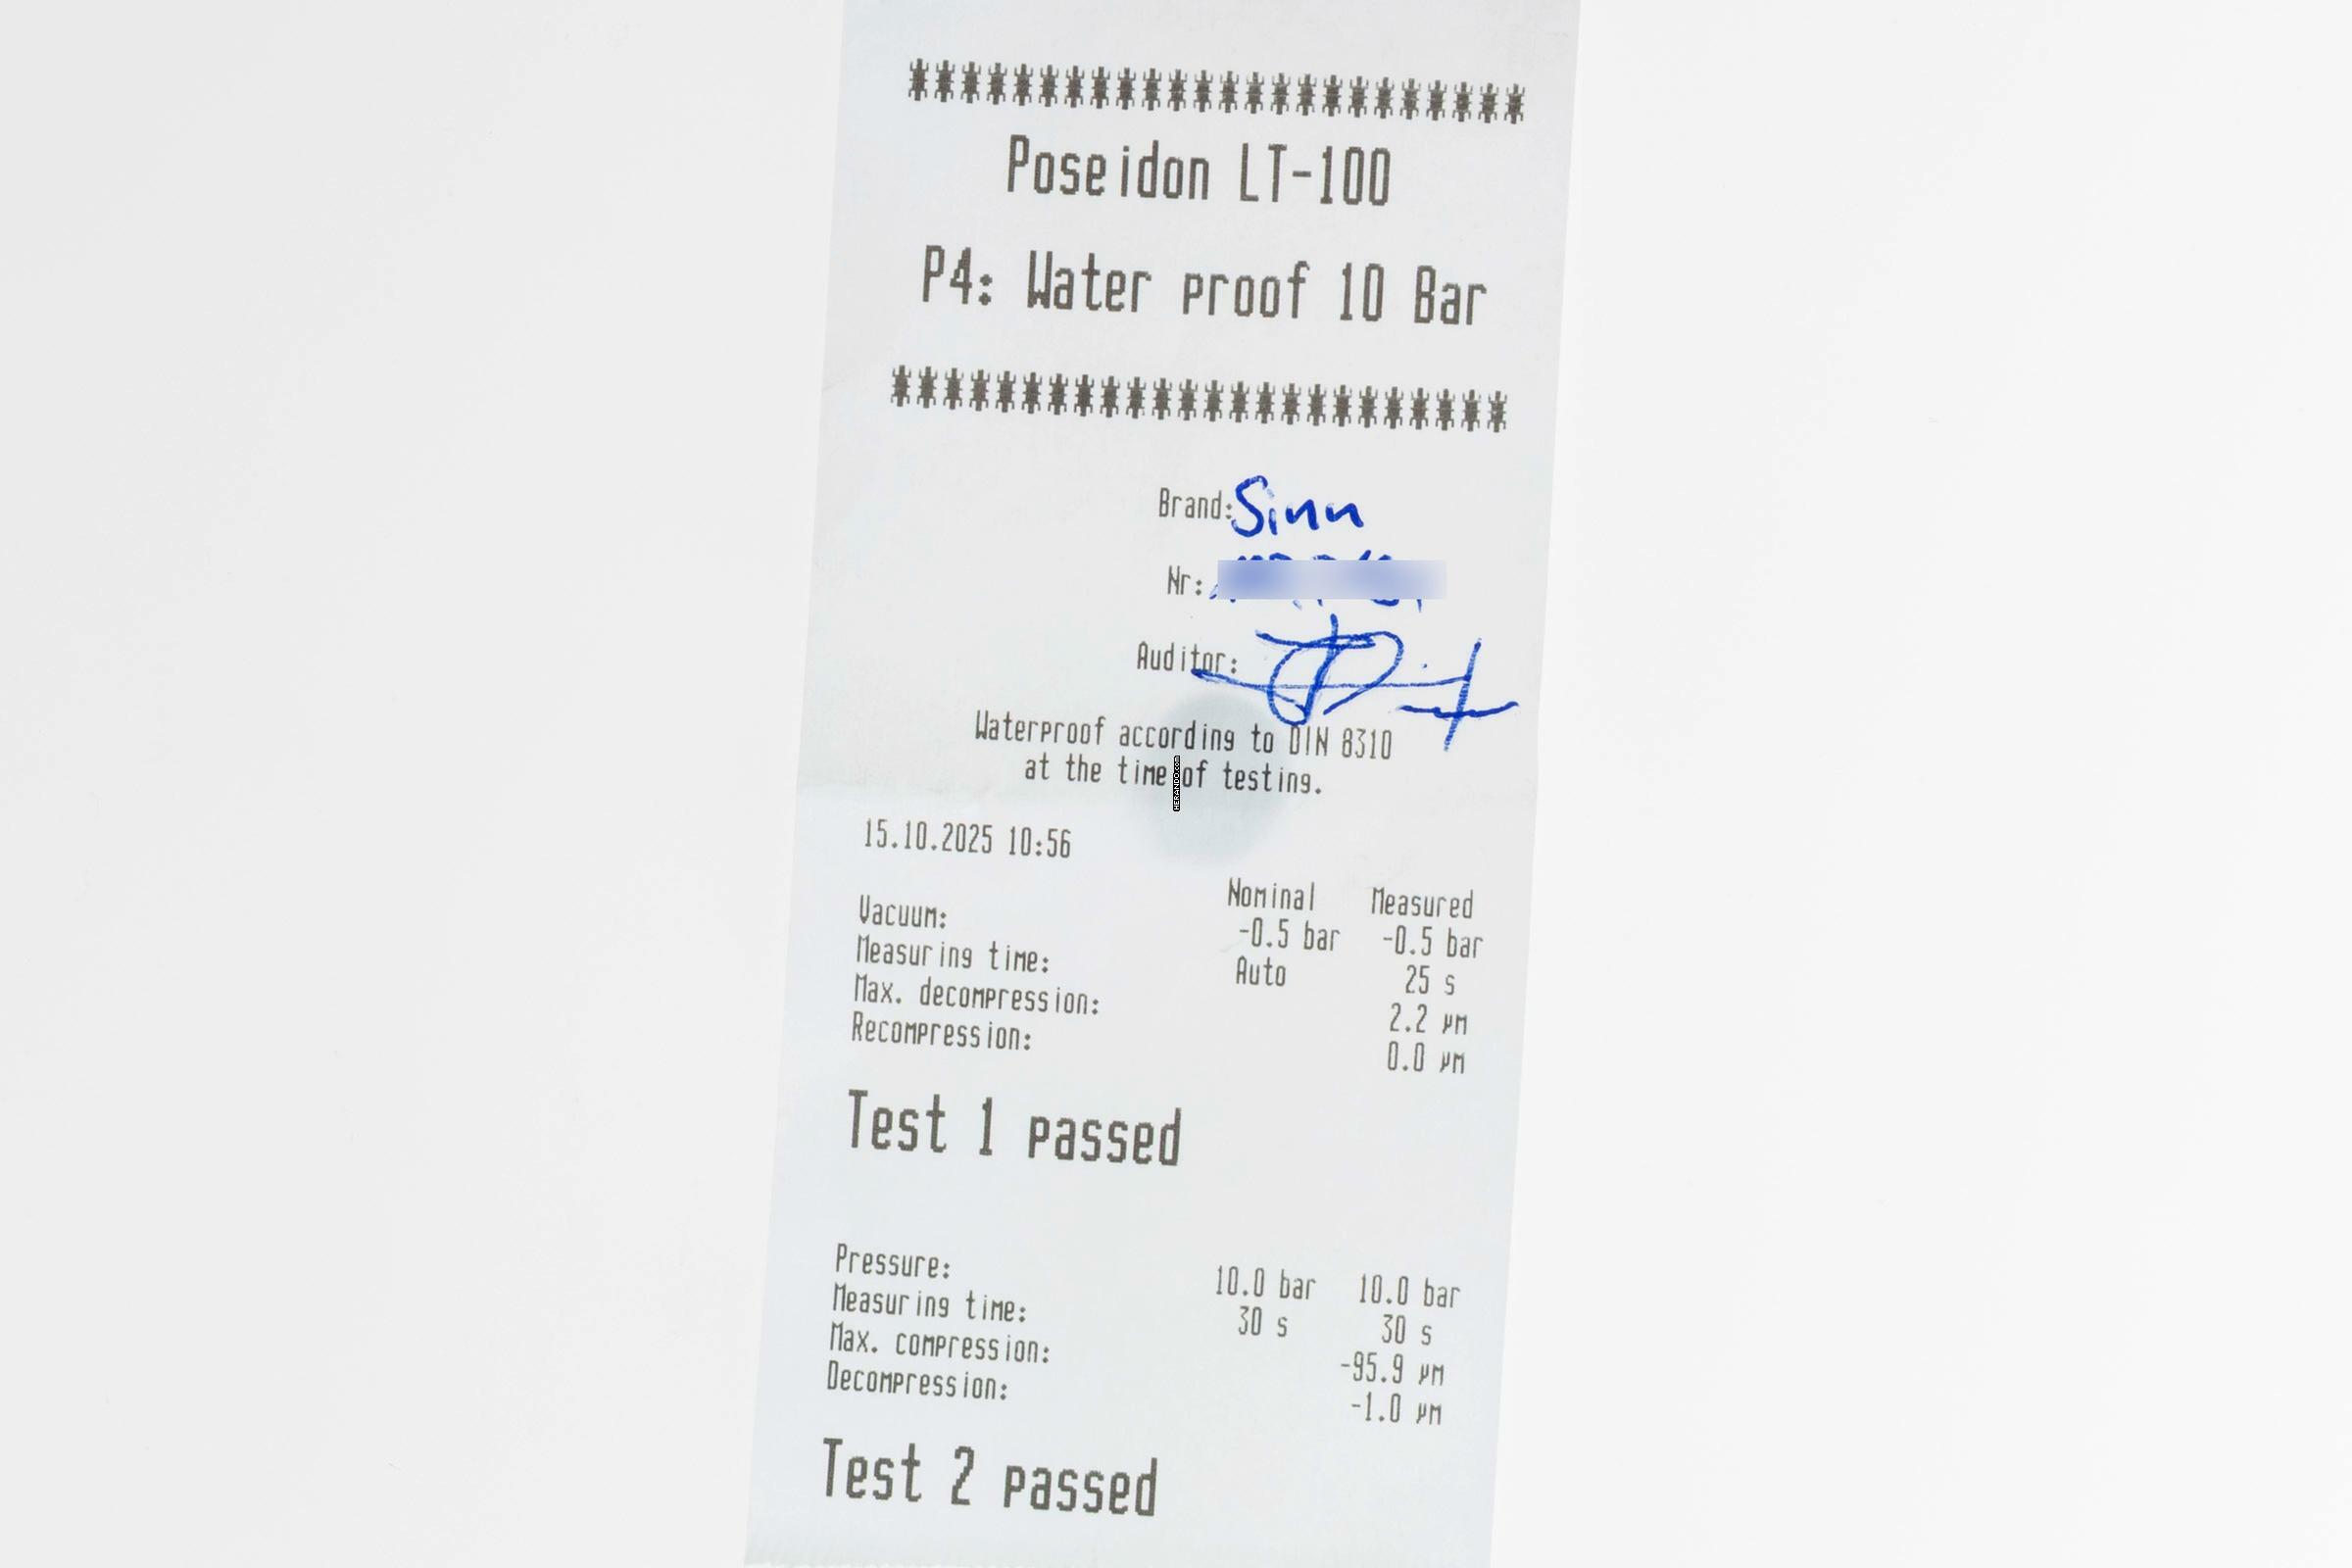 ************************
Poseidon LT-100
P4: Water proof 10 Bar
************************
Brand: Sinn
Nr:
Auditor:
Waterproof according to DIN 8310
at the time of testing.
HERANDO.com
15.10.2025 10:56
Nominal Measured
Vacuum: -0.5 bar -0.5 bar
Measuring time: Auto 25 s
Max. decompression: 2.2 µm
Recompression: 0.0 µm
Test 1 passed
Pressure: 10.0 bar 10.0 bar
Measuring time: 30 s 30 s
Max. compression: -95.9 µm
Decompression: -1.0 µm
Test 2 passed